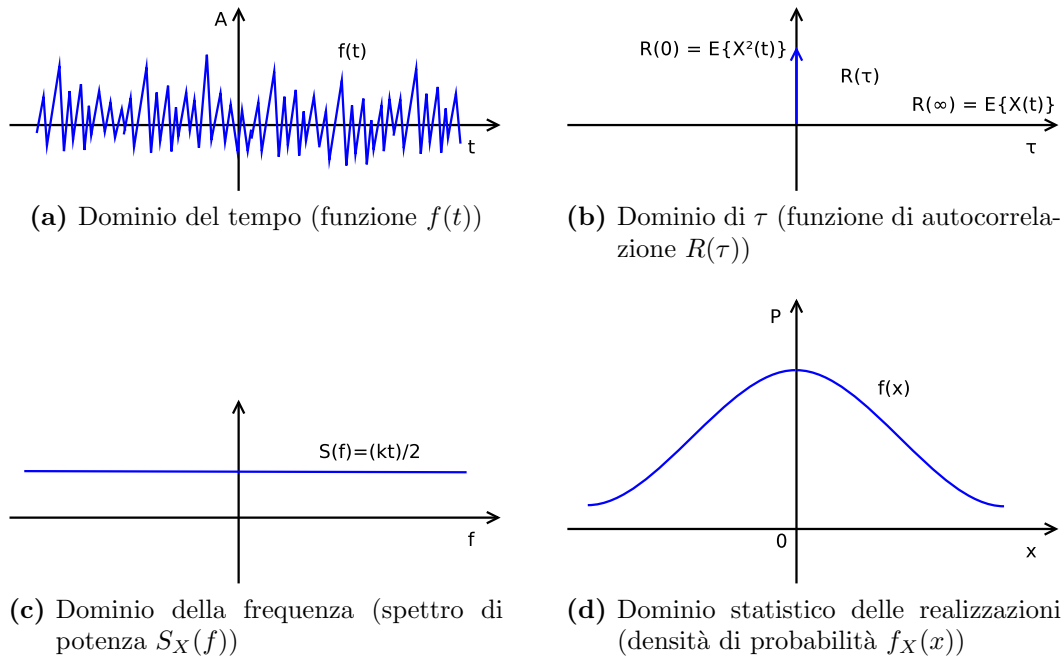 A
f(t)
t
(a) Dominio del tempo (funzione f(t))
R(0) = E{X²(t)}
R(τ)
R(∞) = E{X(t)}
τ
(b) Dominio di τ (funzione di autocorrela-
zione R(τ))
S(f)=(kt)/2
f
(c) Dominio della frequenza (spettro di
potenza S_X(f))
P
f(x)
0
x
(d) Dominio statistico delle realizzazioni
(densità di probabilità f_X(x))